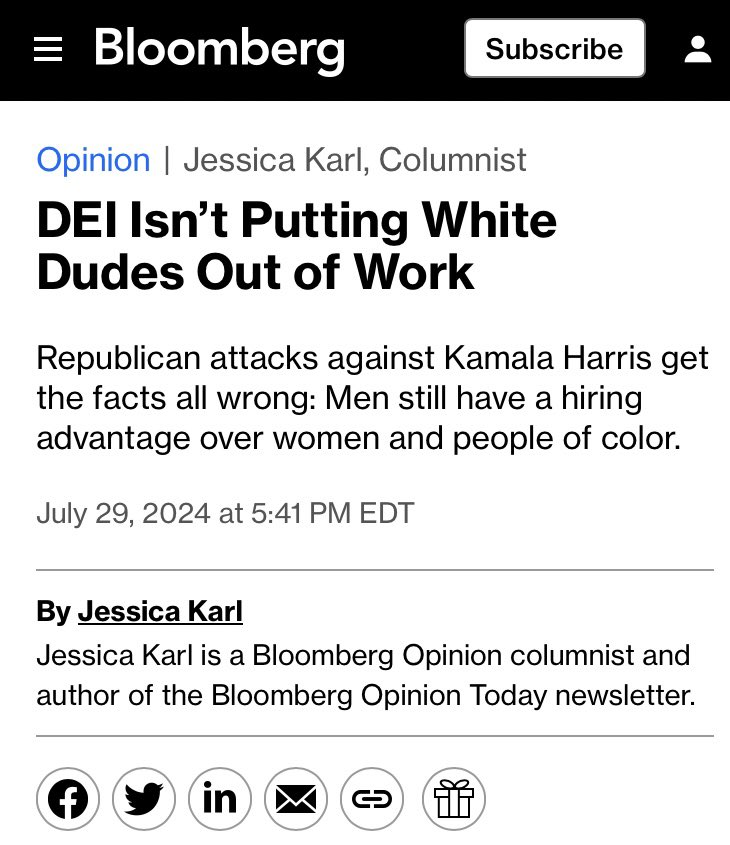 Bloomberg
Subscribe
Opinion | Jessica Karl, Columnist
DEI Isn’t Putting White
Dudes Out of Work
Republican attacks against Kamala Harris get
the facts all wrong: Men still have a hiring
advantage over women and people of color.
July 29, 2024 at 5:41 PM EDT
By Jessica Karl
Jessica Karl is a Bloomberg Opinion columnist and
author of the Bloomberg Opinion Today newsletter.